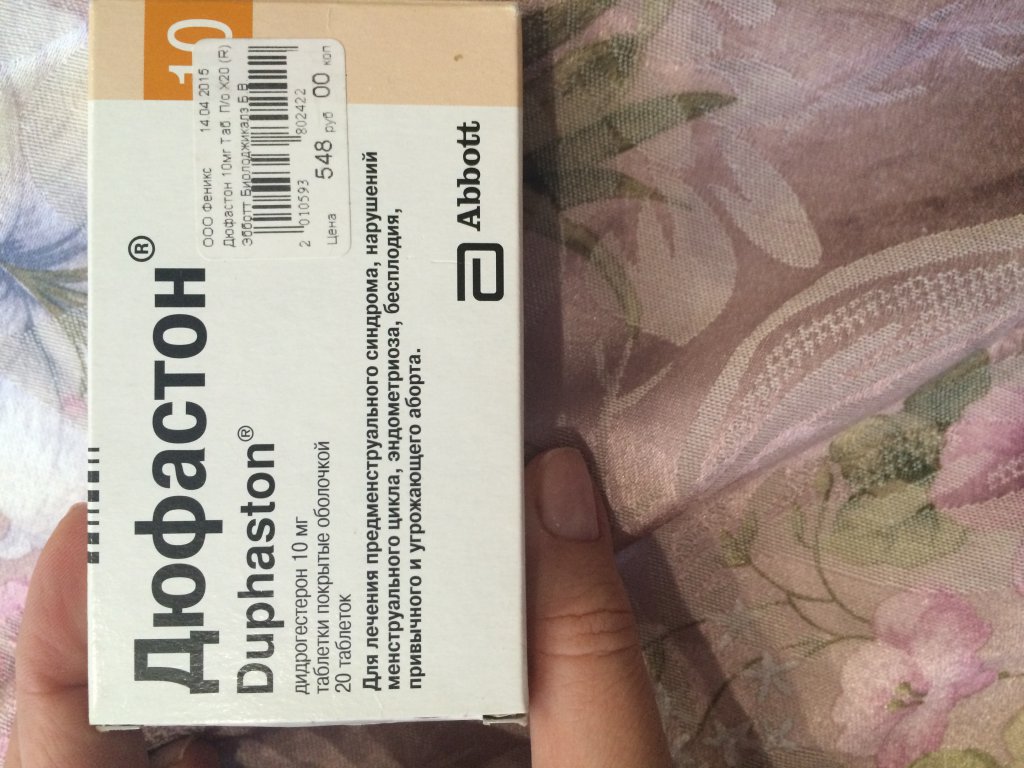 10
ООО Феникс 14.04.2015
Дюфастон 10мг Таб. П/о Х20 (R)
Эбботт Биолоджикалз Б.В
2 010593 802422
Цена 548 руб 00 коп
Дюфастон®
Duphaston®
дидрогестерон 10 мг
таблетки покрытые оболочкой
20 таблеток
Для лечения предменструального синдрома, нарушений
менструального цикла, эндометриоза, бесплодия,
привычного и угрожающего аборта.
Abbott